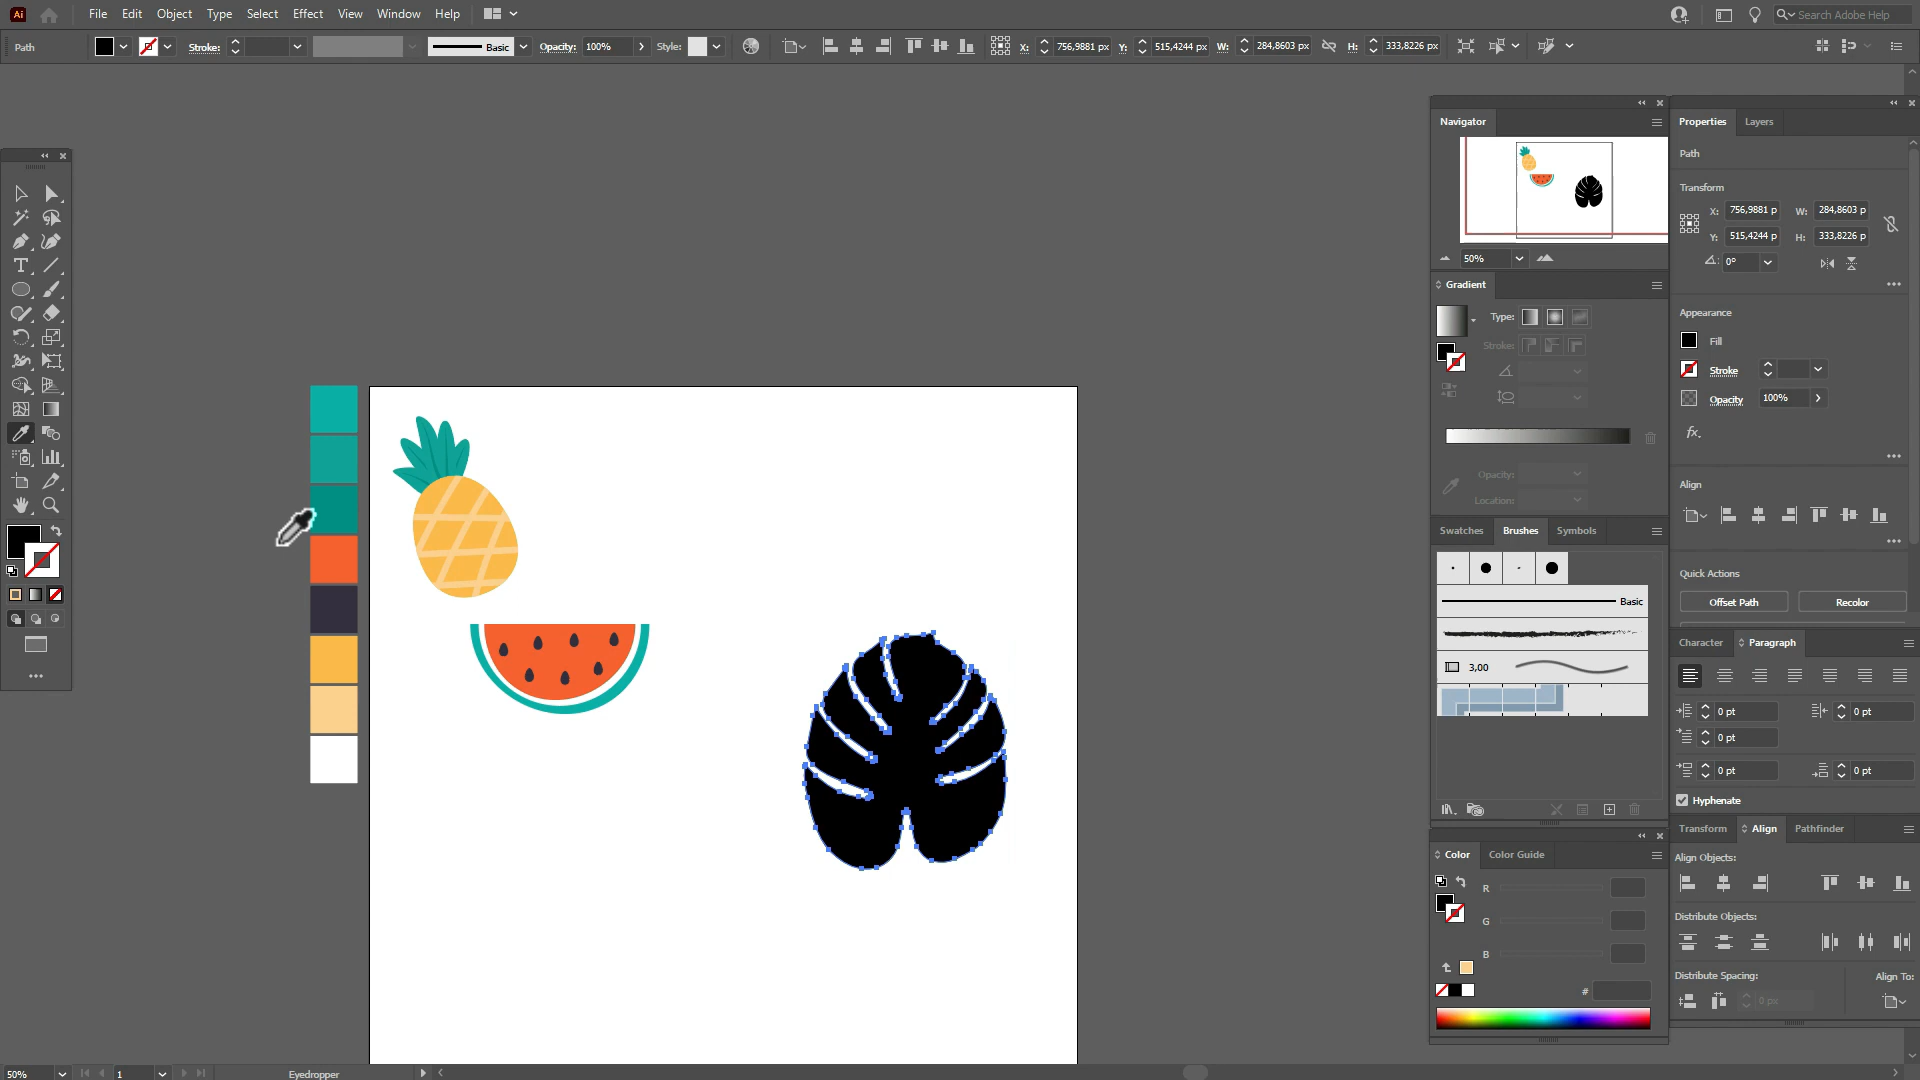 Ai File Edit Object Type Select Effect View Window Help Search Adobe Help
Path Stroke: Basic Opacity: 100% Style: X: 756,9881 px Y: 515,4244 px W: 284,8603 px H: 333,8226 px
Navigator
50%
Gradient
Type:
Stroke:
Opacity:
Location:
Swatches Brushes Symbols
Basic
3,00
Color Color Guide
R
G
B
#
Properties Layers
Path
Transform
X: 756,9881 p W: 284,8603 p
Y: 515,4244 p H: 333,8226 p
0°
Appearance
Fill
Stroke
Opacity 100%
fx.
Align
Quick Actions
Offset Path Recolor
Character Paragraph
0 pt 0 pt
0 pt
0 pt 0 pt
Hyphenate
Transform Align Pathfinder
Align Objects:
Distribute Objects:
Distribute Spacing: Align To:
0 px
50% 1 Eyedropper